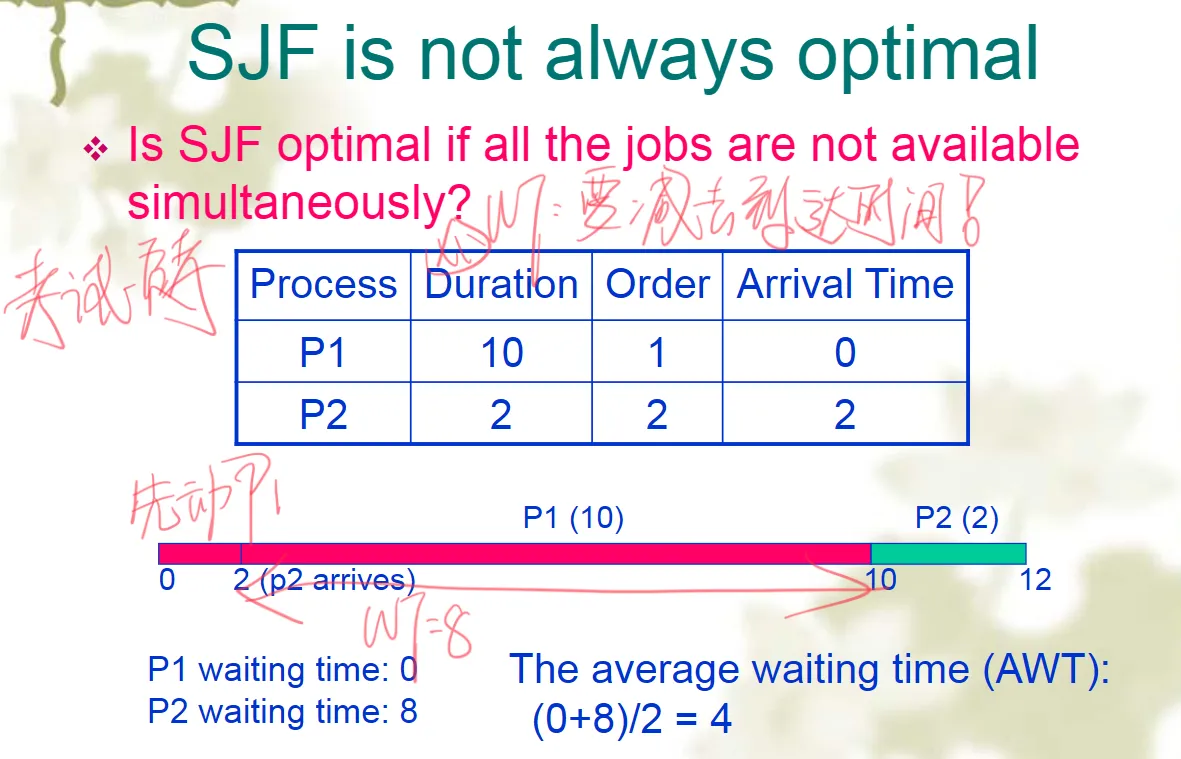 SJF is not always optimal
❖ Is SJF optimal if all the jobs are not available
simultaneously?
WT:要减去到达时间!
考试时
Process Duration Order Arrival Time
P1 10 1 0
P2 2 2 2
先动P1
P1 (10) P2 (2)
0 2 (p2 arrives) 10 12
WT=8
P1 waiting time: 0
P2 waiting time: 8
The average waiting time (AWT):
(0+8)/2 = 4